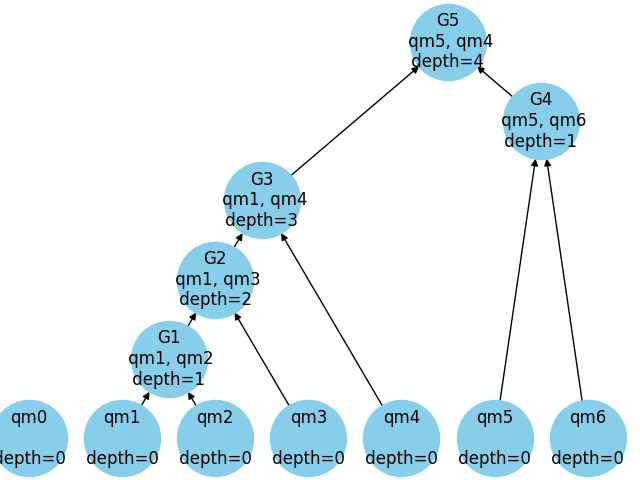 G5
qm5, qm4
depth=4
G4
qm5, qm6
depth=1
G3
qm1, qm4
depth=3
G2
qm1, qm3
depth=2
G1
qm1, qm2
depth=1
qm0
depth=0
qm1
depth=0
qm2
depth=0
qm3
depth=0
qm4
depth=0
qm5
depth=0
qm6
depth=0